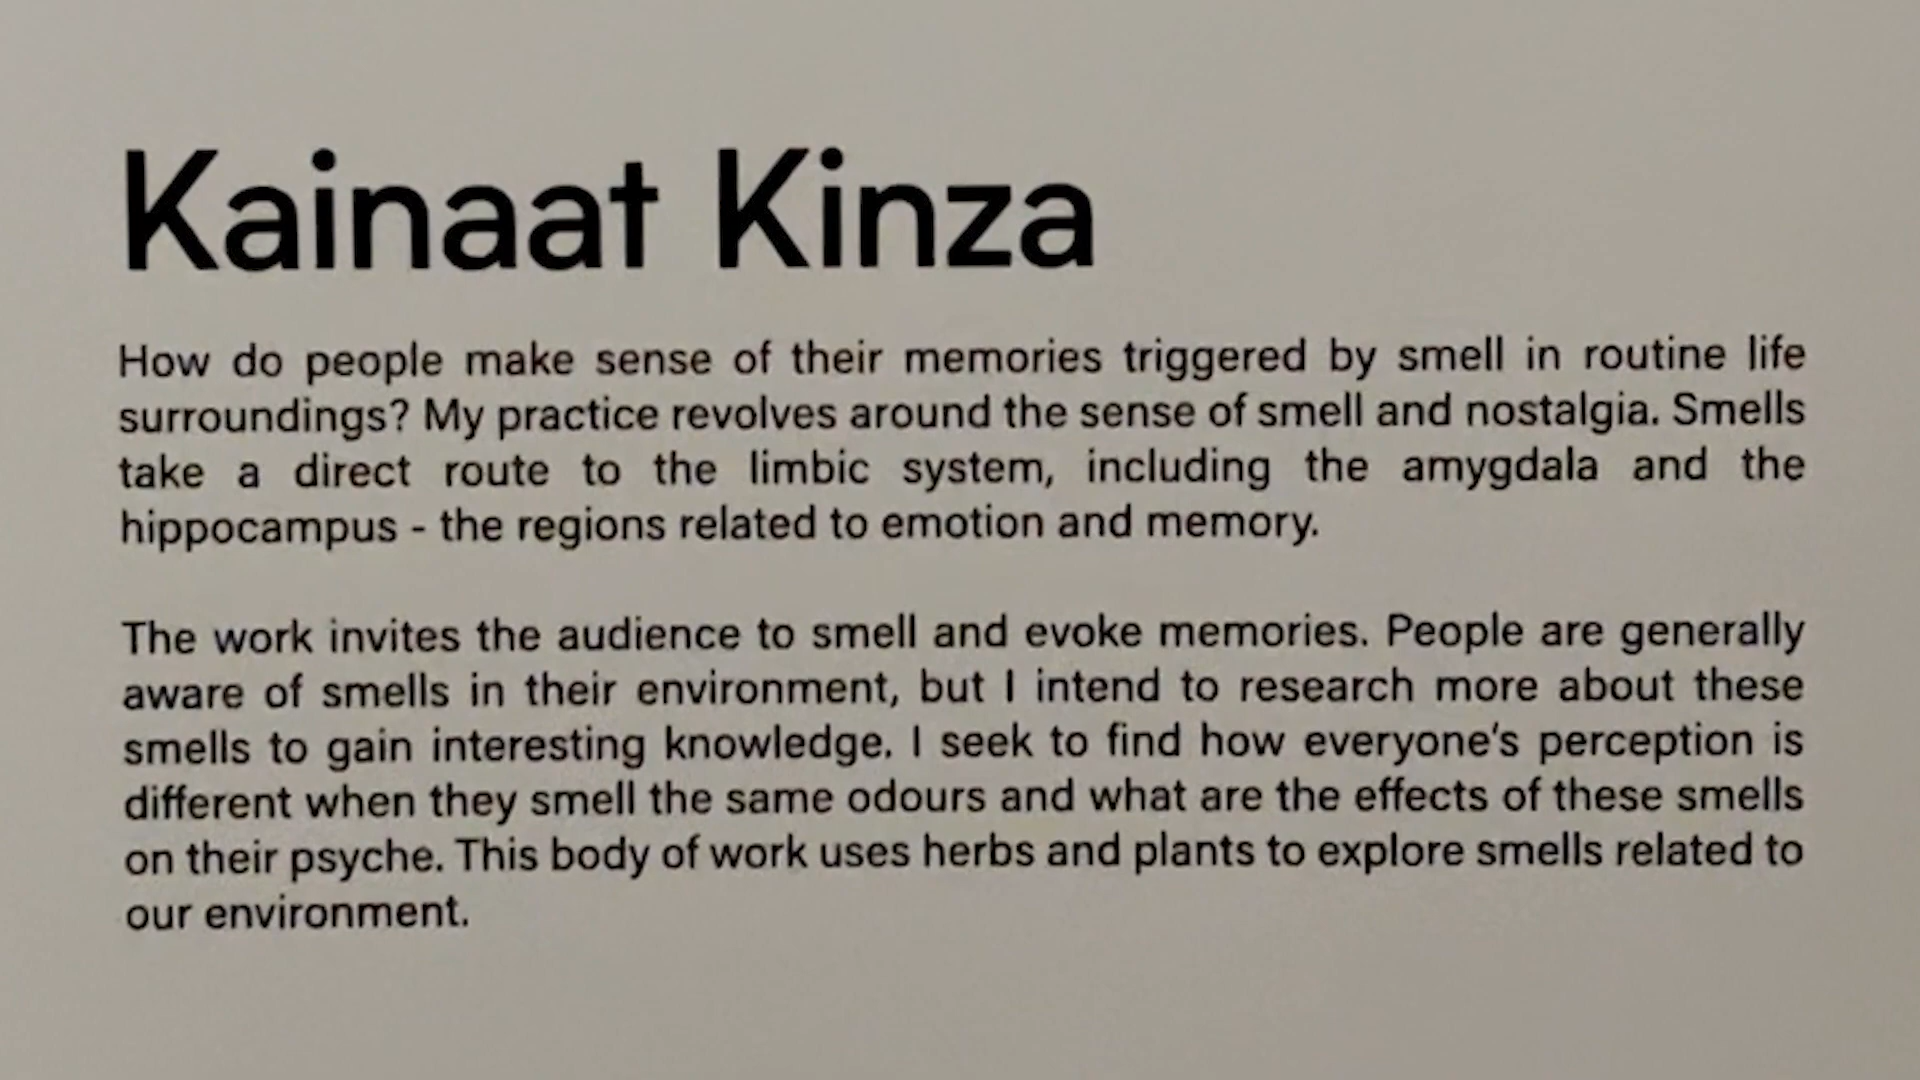 Kainaat Kinza
How do people make sense of their memories triggered by smell in routine life
surroundings? My practice revolves around the sense of smell and nostalgia. Smells
take a direct route to the limbic system, including the amygdala and the
hippocampus - the regions related to emotion and memory.
The work invites the audience to smell and evoke memories. People are generally
aware of smells in their environment, but I intend to research more about these
smells to gain interesting knowledge. I seek to find how everyone's perception is
different when they smell the same odours and what are the effects of these smells
on their psyche. This body of work uses herbs and plants to explore smells related to
our environment.